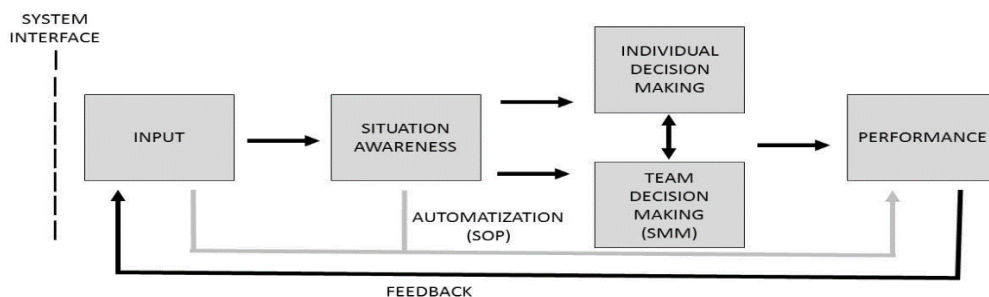 SYSTEM
INTERFACE
INPUT
SITUATION
AWARENESS
INDIVIDUAL
DECISION
MAKING
TEAM
DECISION
MAKING
(SMM)
PERFORMANCE
AUTOMATIZATION
(SOP)
FEEDBACK